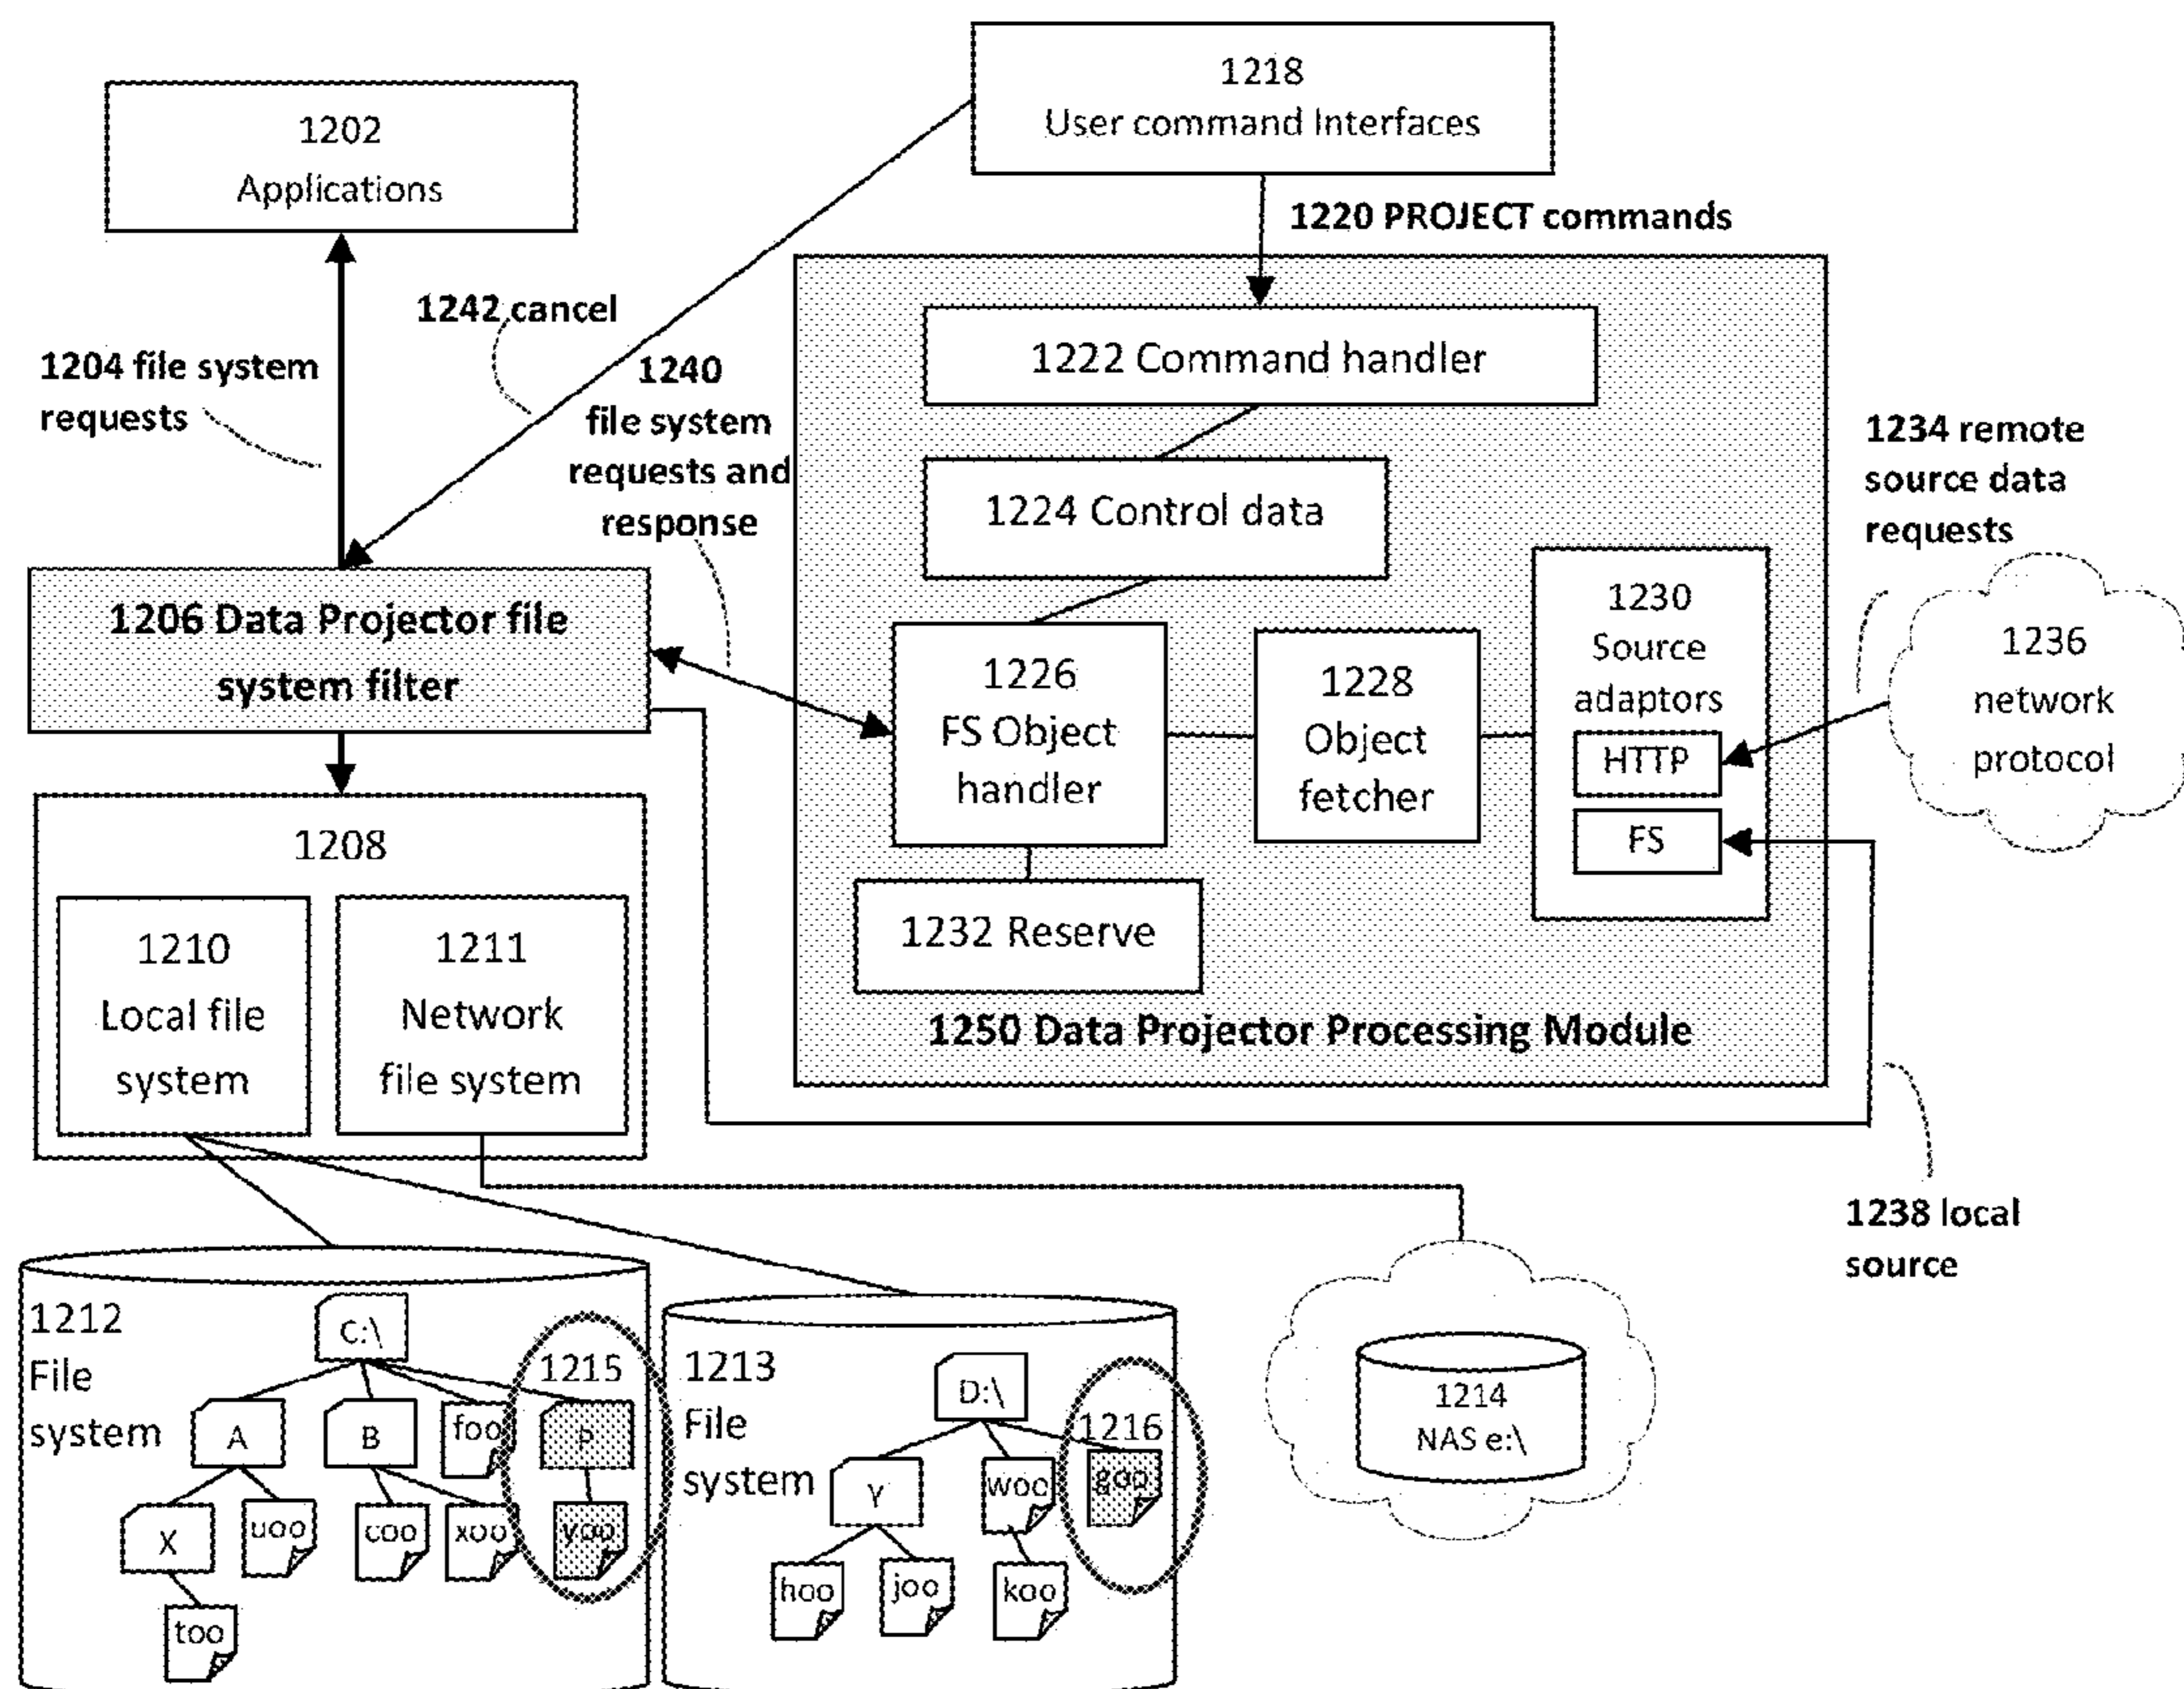 1202
Applications
1218
User command Interfaces
1220 PROJECT commands
1242 cancel
1204 file system
requests
1240
file system
requests and
response
1222 Command handler
1224 Control data
1234 remote
source data
requests
1206 Data Projector file
system filter
1226
FS Object
handler
1228
Object
fetcher
1230
Source
adaptors
HTTP
FS
1236
network
protocol
1232 Reserve
1250 Data Projector Processing Module
1208
1210
Local file
system
1211
Network
file system
1238 local
source
1212
File
system
C:\
1215
A
B
foo
P
X
uoo
coo
xoo
too
1213
File
system
D:\
1216
Y
woo
goo
hoo
joo
koo
1214
NAS e:\